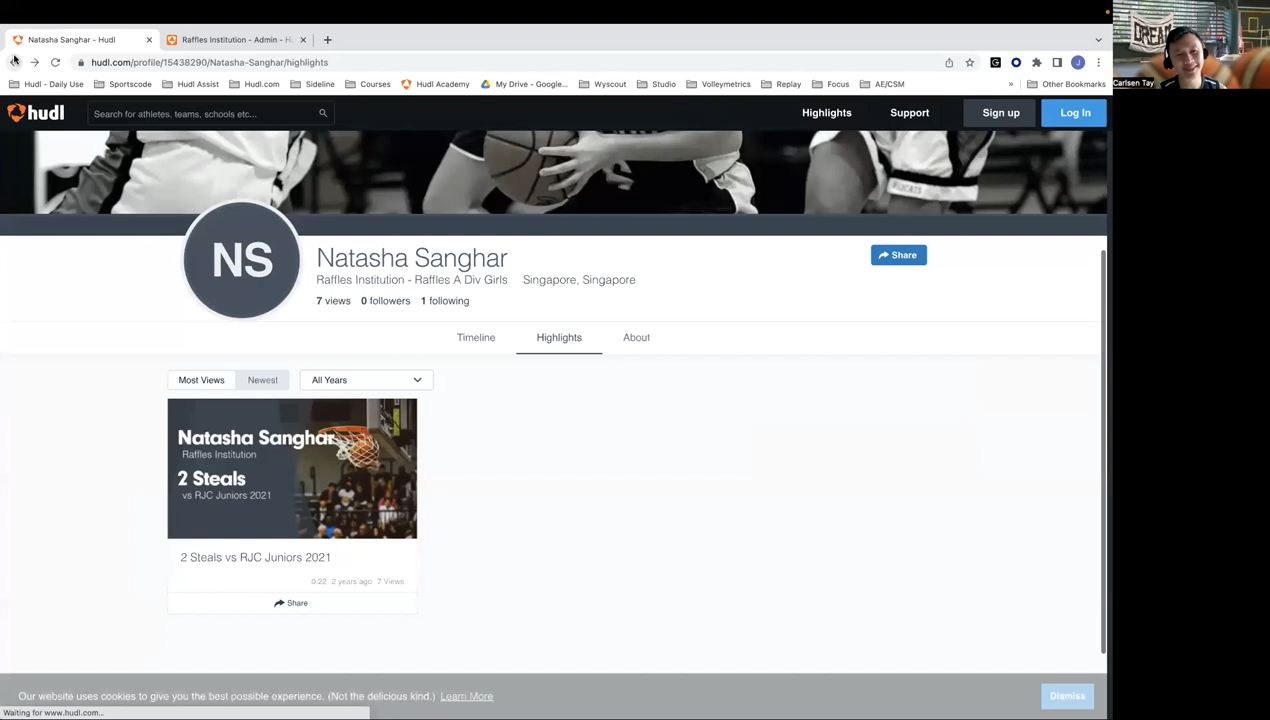 Natasha Sanghar - Hudl
Raffles Institution - Admin - H
hudl.com/profile/15438290/Natasha-Sanghar/highlights
Hudl - Daily Use
Sportscode
Hudl Assist
Hudl.com
Sideline
Courses
Hudl Academy
My Drive - Google...
Wyscout
Studio
Volleymetrics
Replay
Focus
AE/CSM
»
Other Bookmarks
hudl
Search for athletes, teams, schools etc...
Highlights
Support
Sign up
Log In
DREAM
Carlsen Tay
WILDCATS
NS
Natasha Sanghar
Raffles Institution - Raffles A Div Girls Singapore, Singapore
7 views 0 followers 1 following
Share
Timeline
Highlights
About
Most Views
Newest
All Years
Natasha Sanghar
Raffles Institution
2 Steals
vs RJC Juniors 2021
2 Steals vs RJC Juniors 2021
0:22 2 years ago 7 Views
Share
Our website uses cookies to give you the best possible experience. (Not the delicious kind.) Learn More
Dismiss
Waiting for www.hudl.com...